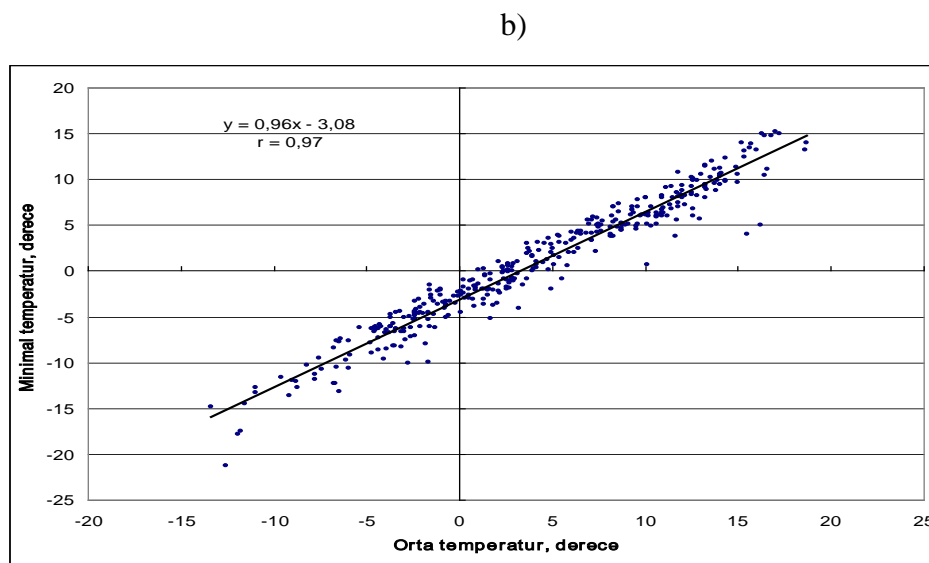 b)
20
15
10
5
0
-5
-10
-15
-20
-25
y = 0,96x - 3,08
r = 0,97
Minimal temperatur, derece
-20 -15 -10 -5 0 5 10 15 20 25
Orta temperatur, derece